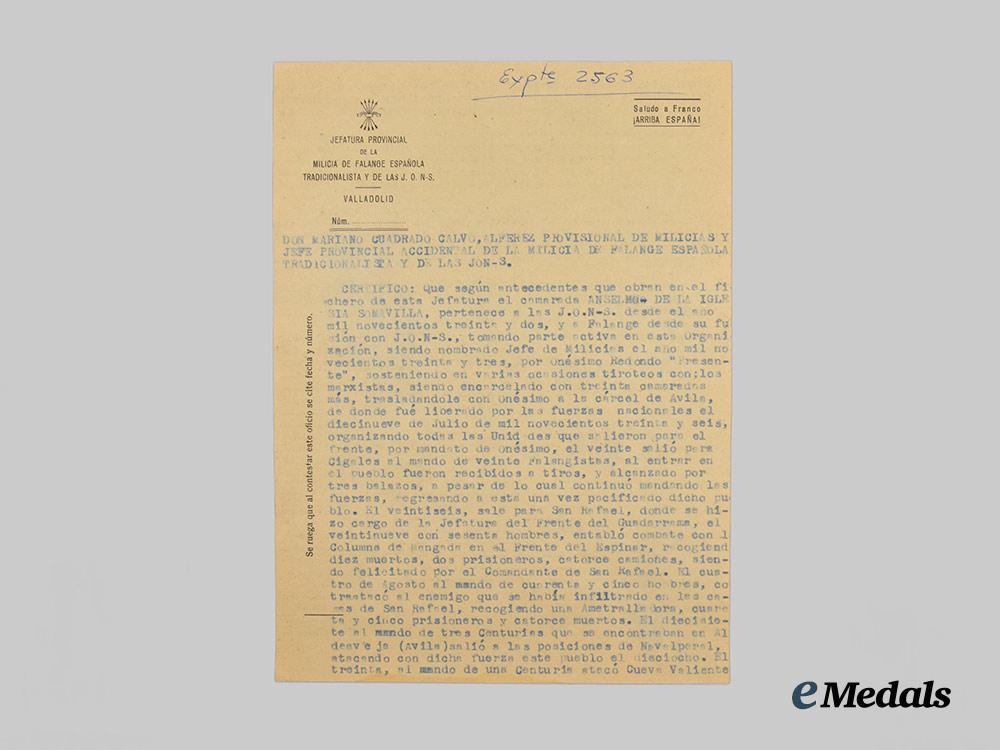 Expte 2563
Saludo a Franco
¡ARRIBA ESPAÑA!
JEFATURA PROVINCIAL
DE LA
MILICIA DE FALANGE ESPAÑOLA
TRADICIONALISTA Y DE LAS J. O. N-S.
VALLADOLID
Núm.
DON MARIANO CUADRADO CALVO, ALFEREZ PROVISIONAL DE MILICIAS Y
JEFE PROVINCIAL ACCIDENTAL DE LA MILICIA DE FALANGE ESPAÑOLA
TRADICIONALISTA Y DE LAS JON-S.
CERTIFICO: Que según antecedentes que obran en el fi
chero de esta Jefatura el camarada ANSELMO DE LA IGLE
SIA SOMAVILLA, pertenece a las J.O.N-S. desde el año
mil novecientos treinta y dos, y a Falange desde su fu
sión con J.O.N-S., tomando parte activa en esta Organi
zación, siendo nombrado Jefe de Milicias el año mil no
vecientos treinta y tres, por Onésimo Redondo "Presen-
te", sosteniendo en varias ocasiones tiroteos con;los
marxistas, siendo encarcelado con treinta camaradas
más, trasladandole con Onésimo a la cárcel de Avila,
de donde fué liberado por las fuerzas nacionales el
diecinueve de Julio de mil novecientos treinta y seis,
organizando todas las Unid des que salieron para el
frente, por mandato de Onésimo, el veinte salió para
Cigales al mando de veinte Falangistas, al entrar en
el pueblo fueron recibidos a tiros, y alcanzado por
tres balazos, a pesar de lo cual continuó mandando las
fuerzas, regresando a esta una vez pacificado dicho pu
blo. El veintiseis, sale para San Rafael, donde se hi-
zo cargo de la Jefatura del Frente del Guadarrama, el
veintinueve con sesenta hombres, entabló combate con l
Columna de Mangada en el Frente del Espinar, recogiend
diez muertos, dos prisioneros, catorce camiones, sien-
do felicitado por el Comandante de San Rafael. El cua-
tro de Agosto al mando de cuarenta y cinco ho bres, co
trastacó al enemigo que se había infiltrado en las ca-
sas de San Rafael, recogiendo una Ametralladora, cuare
ta y cinco prisioneros y catorce muertos. El diecisie-
te al mando de tres Centurias que se encontraban en Al
desvieja (Avila)salió a las posiciones de Navalperal,
atacando con dicha fuerza este pueblo el dieciocho. El
treinta, al mando de una Centuria atacó Cueva Valiente
Se ruega que al contestar este oficio se cite fecha y número.
eMedals